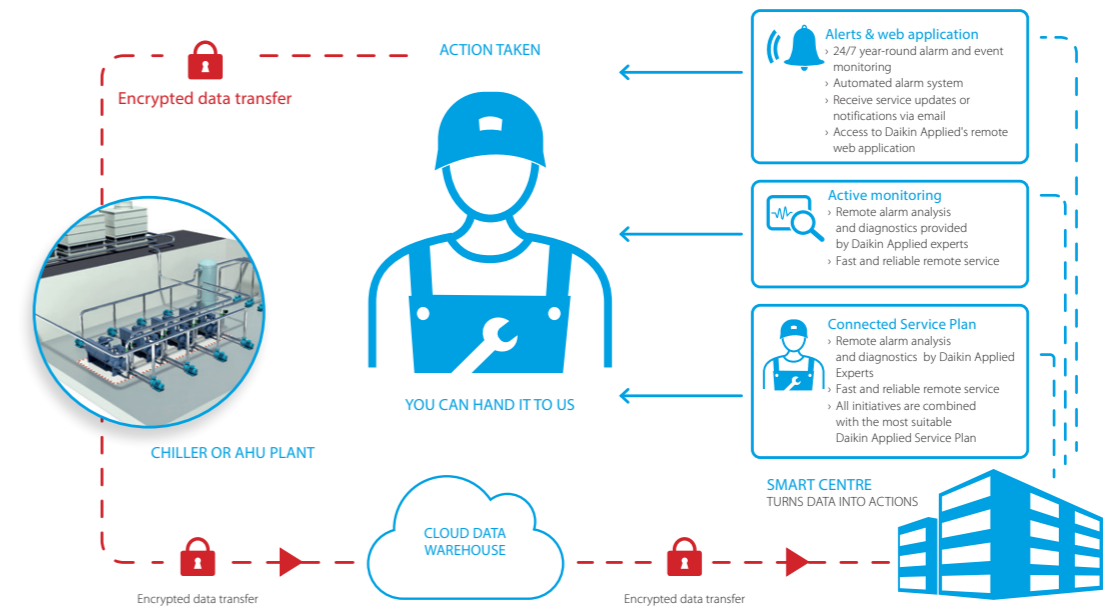 ACTION TAKEN
Encrypted data transfer
Alerts & web application
› 24/7 year-round alarm and event
monitoring
› Automated alarm system
› Receive service updates or
notifications via email
› Access to Daikin Applied's remote
web application
Active monitoring
› Remote alarm analysis
and diagnostics provided
by Daikin Applied experts
› Fast and reliable remote service
Connected Service Plan
› Remote alarm analysis
and diagnostics by Daikin Applied
Experts
› Fast and reliable remote service
› All initiatives are combined
with the most suitable
Daikin Applied Service Plan
YOU CAN HAND IT TO US
CHILLER OR AHU PLANT
SMART CENTRE
TURNS DATA INTO ACTIONS
CLOUD DATA
WAREHOUSE
Encrypted data transfer
Encrypted data transfer